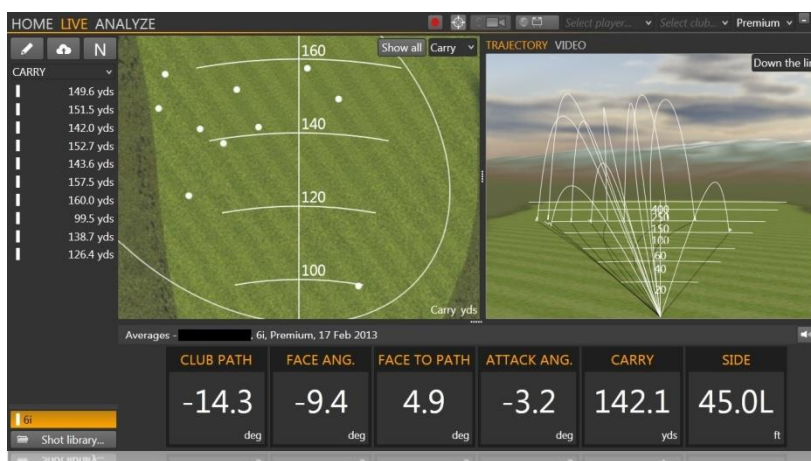 HOME LIVE ANALYZE
Select player... Select club... Premium
N
CARRY
149.6 yds
151.5 yds
142.0 yds
152.7 yds
143.6 yds
157.5 yds
160.0 yds
99.5 yds
138.7 yds
126.4 yds
6i
Shot library...
Show all Carry
160
140
120
100
Carry yds
TRAJECTORY VIDEO
Down the lin
400
250
150
100
60
40
20
Averages - , 6i, Premium, 17 Feb 2013
CLUB PATH FACE ANG. FACE TO PATH ATTACK ANG. CARRY SIDE
-14.3 -9.4 4.9 -3.2 142.1 45.0L
deg deg deg deg yds ft